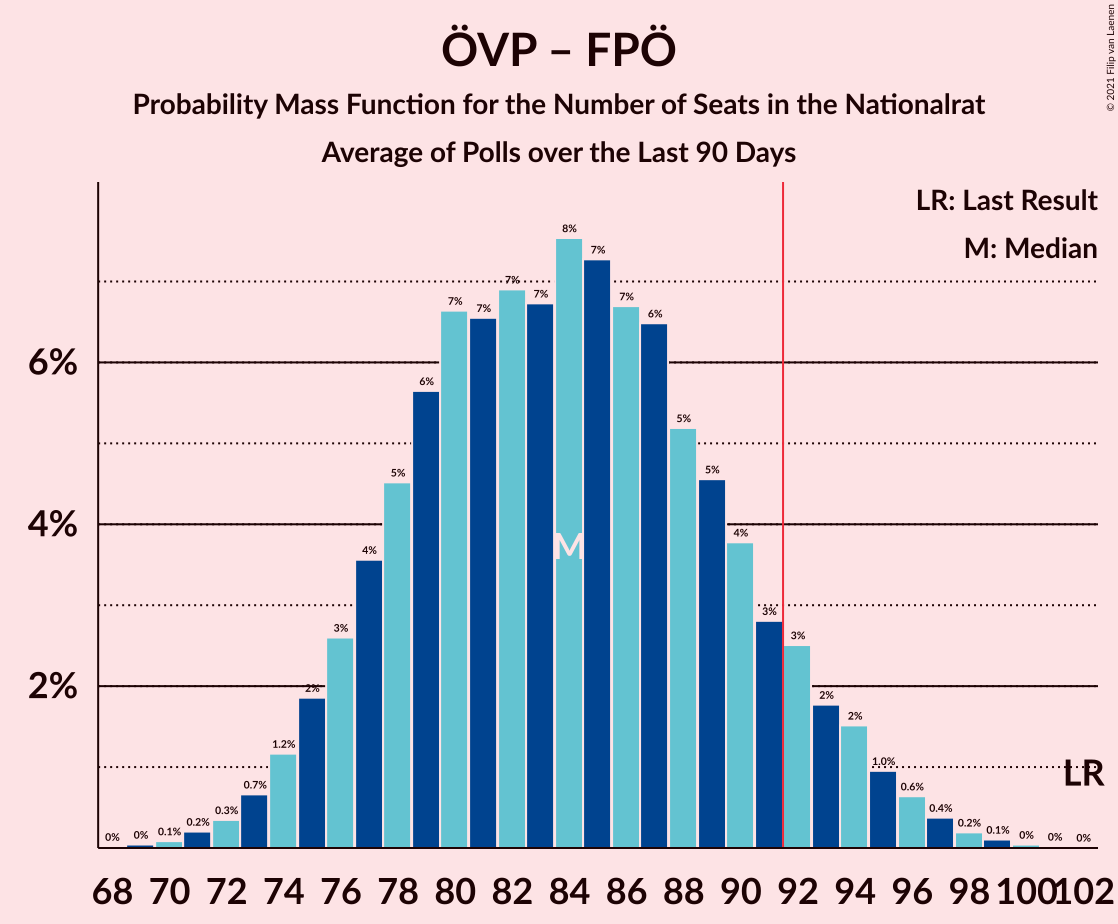 ÖVP – FPÖ
Probability Mass Function for the Number of Seats in the Nationalrat
Average of Polls over the Last 90 Days
© 2021 Filip van Laenen
LR: Last Result
M: Median
6%
4%
2%
0% 0% 0.1% 0.2% 0.3% 0.7% 1.2% 2% 3% 4% 5% 6% 7% 7% 7% 7% 8% 7% 7% 6% 5% 5% 4% 3% 3% 2% 2% 1.0% 0.6% 0.4% 0.2% 0.1% 0% 0% 0%
M
LR
68 70 72 74 76 78 80 82 84 86 88 90 92 94 96 98 100 102